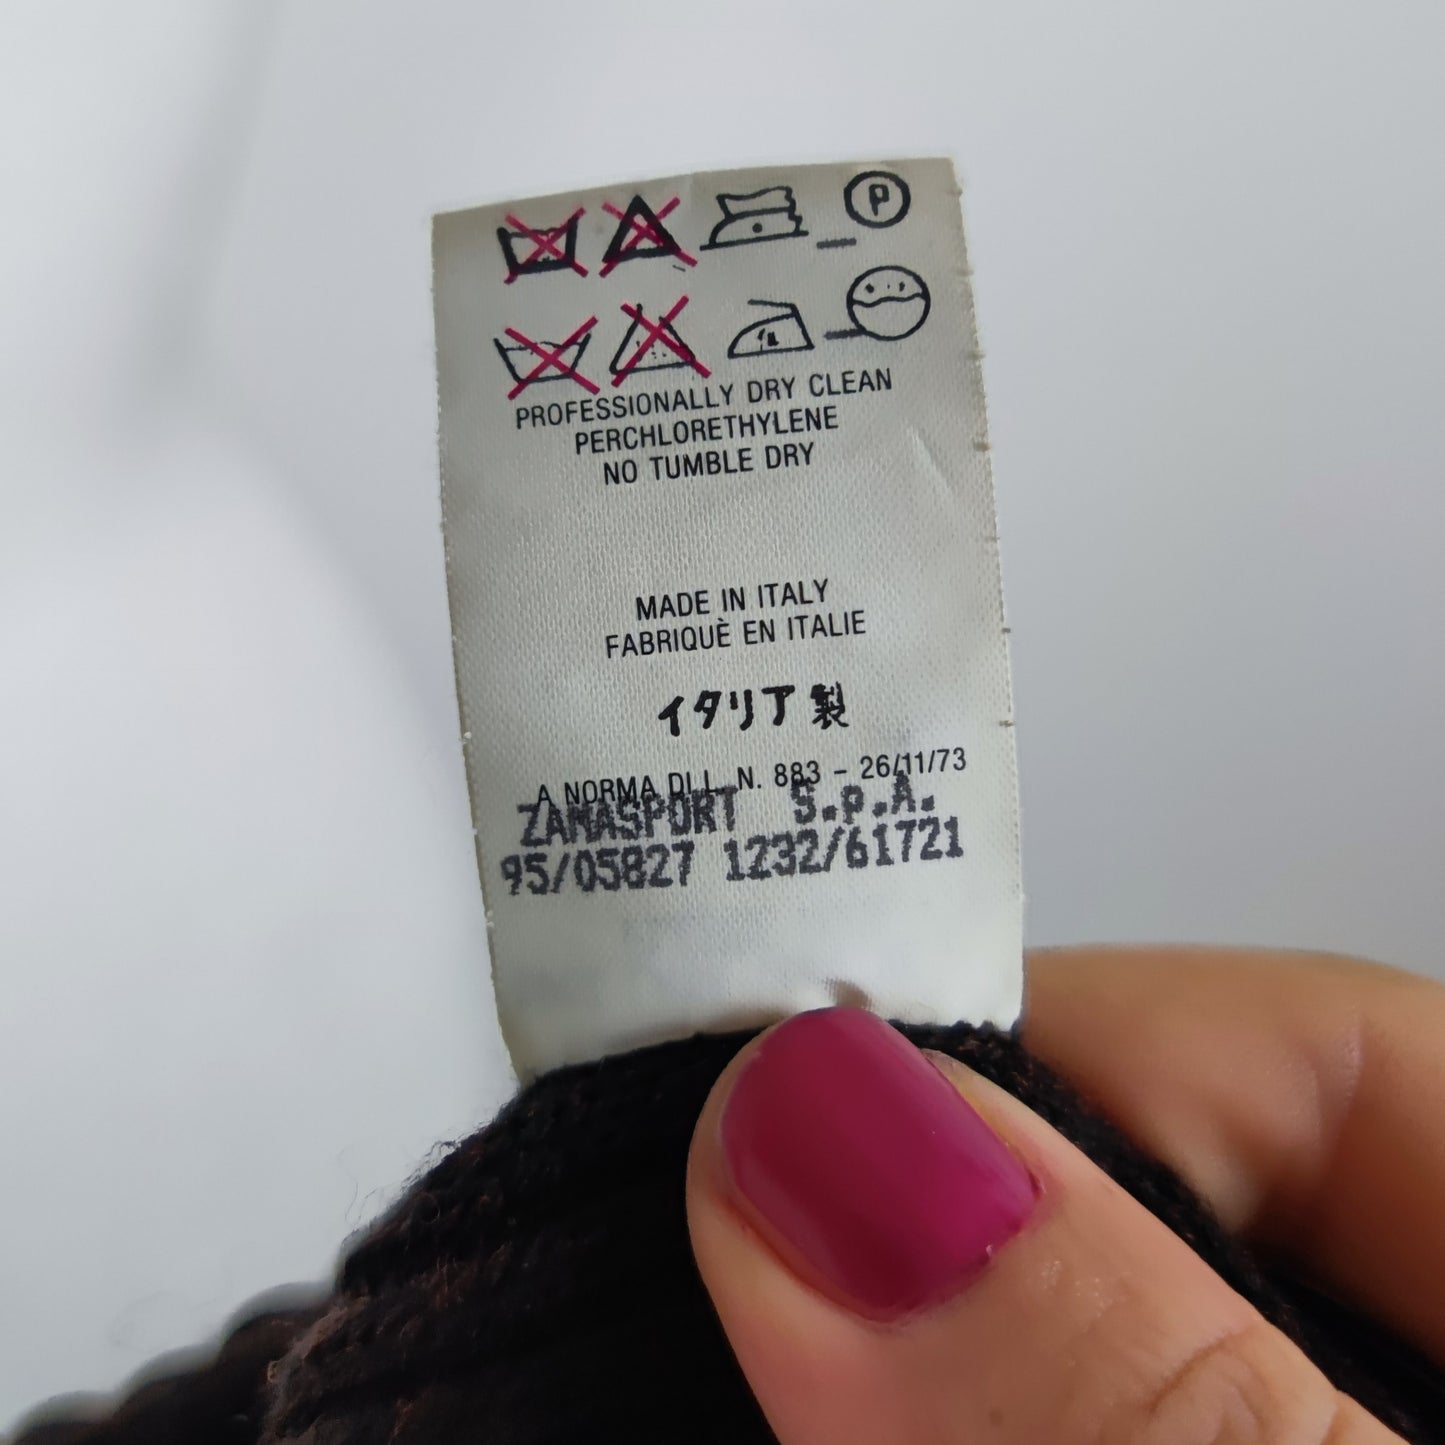 P
PROFESSIONALLY DRY CLEAN
PERCHLORETHYLENE
NO TUMBLE DRY
MADE IN ITALY
FABRIQUÈ EN ITALIE
イタリア製
A NORMA DI L. N. 883 - 26/11/73
ZAMASPORT S.p.A.
95/05827 1232/61721